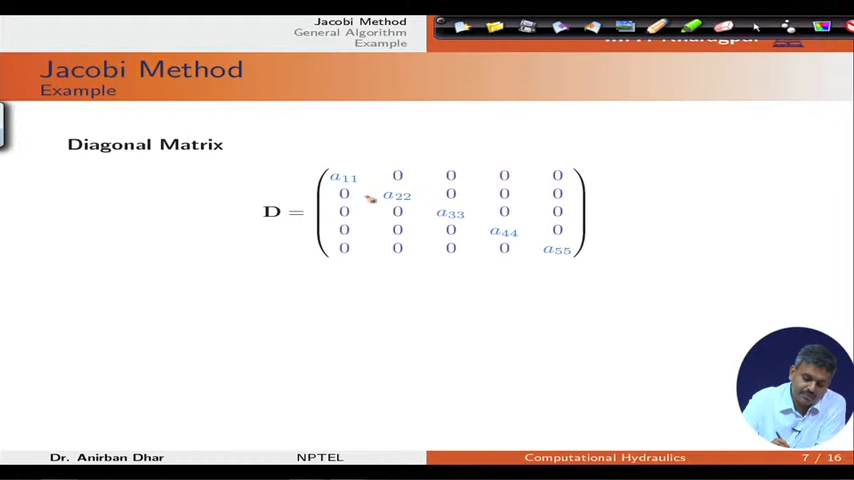 Jacobi Method
General Algorithm
Example
Jacobi Method
Example
Diagonal Matrix
a11 0 0 0 0
0 a22 0 0 0
D = 0 0 a33 0 0
0 0 0 a44 0
0 0 0 0 a55
Dr. Anirban Dhar NPTEL Computational Hydraulics 7 / 16